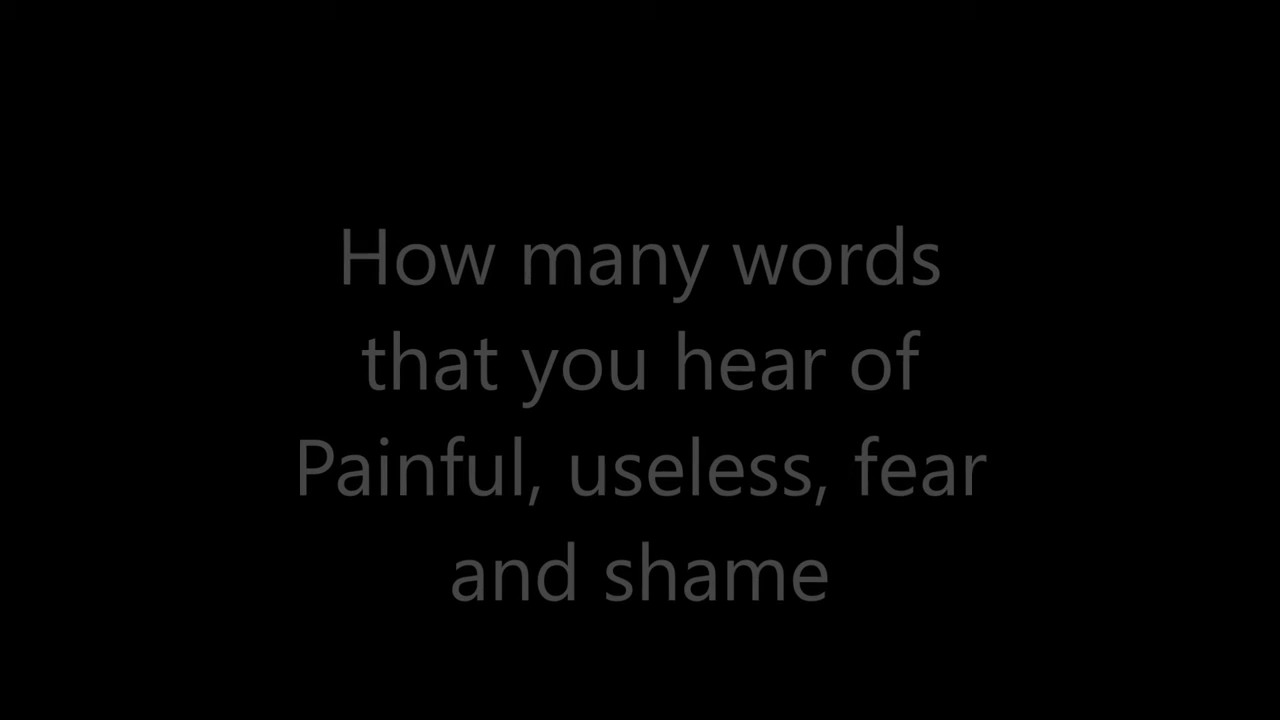 How many words
that you hear of
Painful, useless, fear
and shame